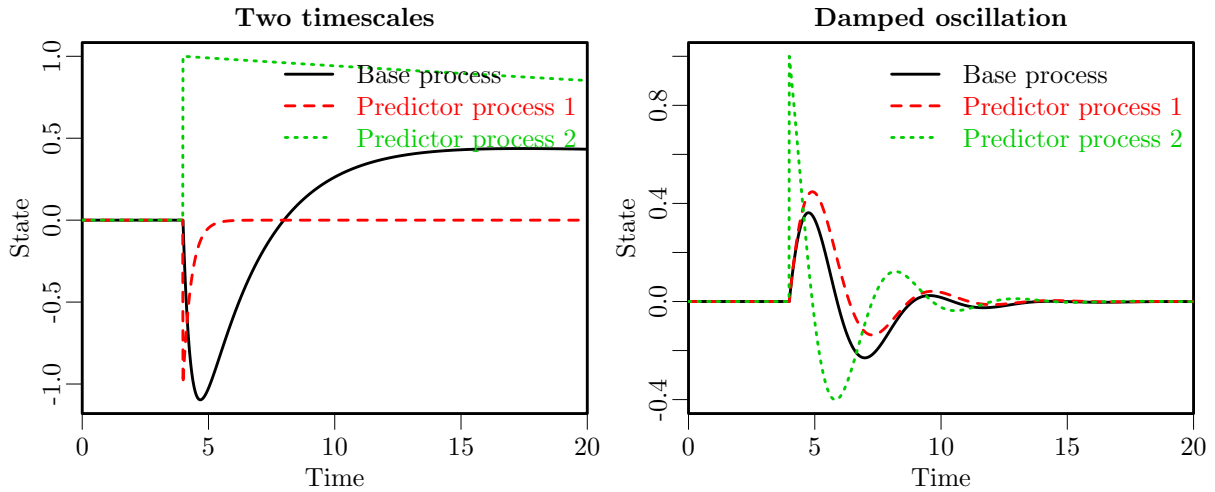 Two timescales
State
1.0
0.5
0.0
-0.5
-1.0
Base process
Predictor process 1
Predictor process 2
0 5 10 15 20
Time
Damped oscillation
State
0.8
0.4
0.0
-0.4
Base process
Predictor process 1
Predictor process 2
0 5 10 15 20
Time